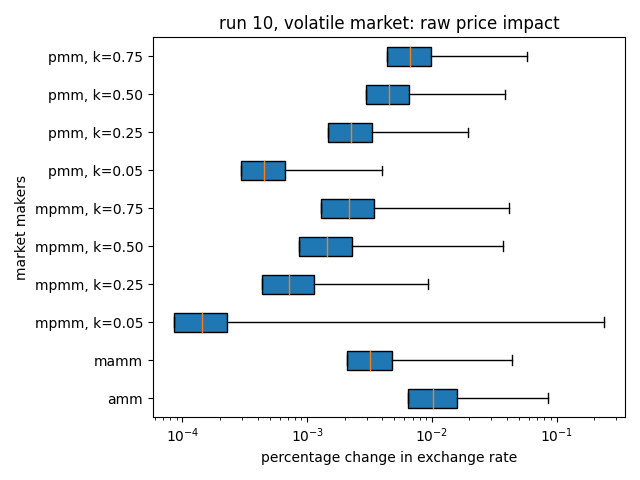 run 10, volatile market: raw price impact
pmm, k=0.75
pmm, k=0.50
pmm, k=0.25
pmm, k=0.05
mpmm, k=0.75
mpmm, k=0.50
mpmm, k=0.25
mpmm, k=0.05
mamm
amm
market makers
10⁻⁴ 10⁻³ 10⁻² 10⁻¹
percentage change in exchange rate